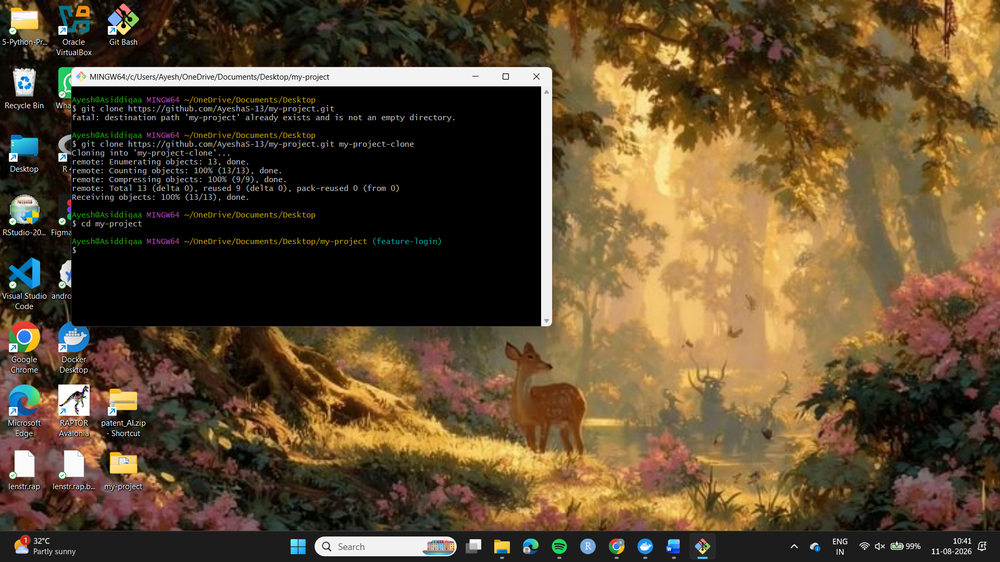 5-Python-Pr...
Oracle
VirtualBox
Git Bash
Recycle Bin
Wha
Desktop
R 4
RStudio-20...
Figma
Visual Studio
Code
andro
Google
Chrome
Docker
Desktop
Microsoft
Edge
RAPTOR
Avalonia
patent_AI.zip
- Shortcut
lenstr.rap
lenstr.rap.b...
my-project
MINGW64:/c/Users/Ayesh/OneDrive/Documents/Desktop/my-project
Ayesh@Asiddiqaa MINGW64 ~/OneDrive/Documents/Desktop
$ git clone https://github.com/AyeshaS-13/my-project.git
fatal: destination path 'my-project' already exists and is not an empty directory.
Ayesh@Asiddiqaa MINGW64 ~/OneDrive/Documents/Desktop
$ git clone https://github.com/AyeshaS-13/my-project.git my-project-clone
Cloning into 'my-project-clone'...
remote: Enumerating objects: 13, done.
remote: Counting objects: 100% (13/13), done.
remote: Compressing objects: 100% (9/9), done.
remote: Total 13 (delta 0), reused 9 (delta 0), pack-reused 0 (from 0)
Receiving objects: 100% (13/13), done.
Ayesh@Asiddiqaa MINGW64 ~/OneDrive/Documents/Desktop
$ cd my-project
Ayesh@Asiddiqaa MINGW64 ~/OneDrive/Documents/Desktop/my-project (feature-login)
$
1
32°C
Partly sunny
Search
R
W
ENG
IN
99%
10:41
11-08-2026